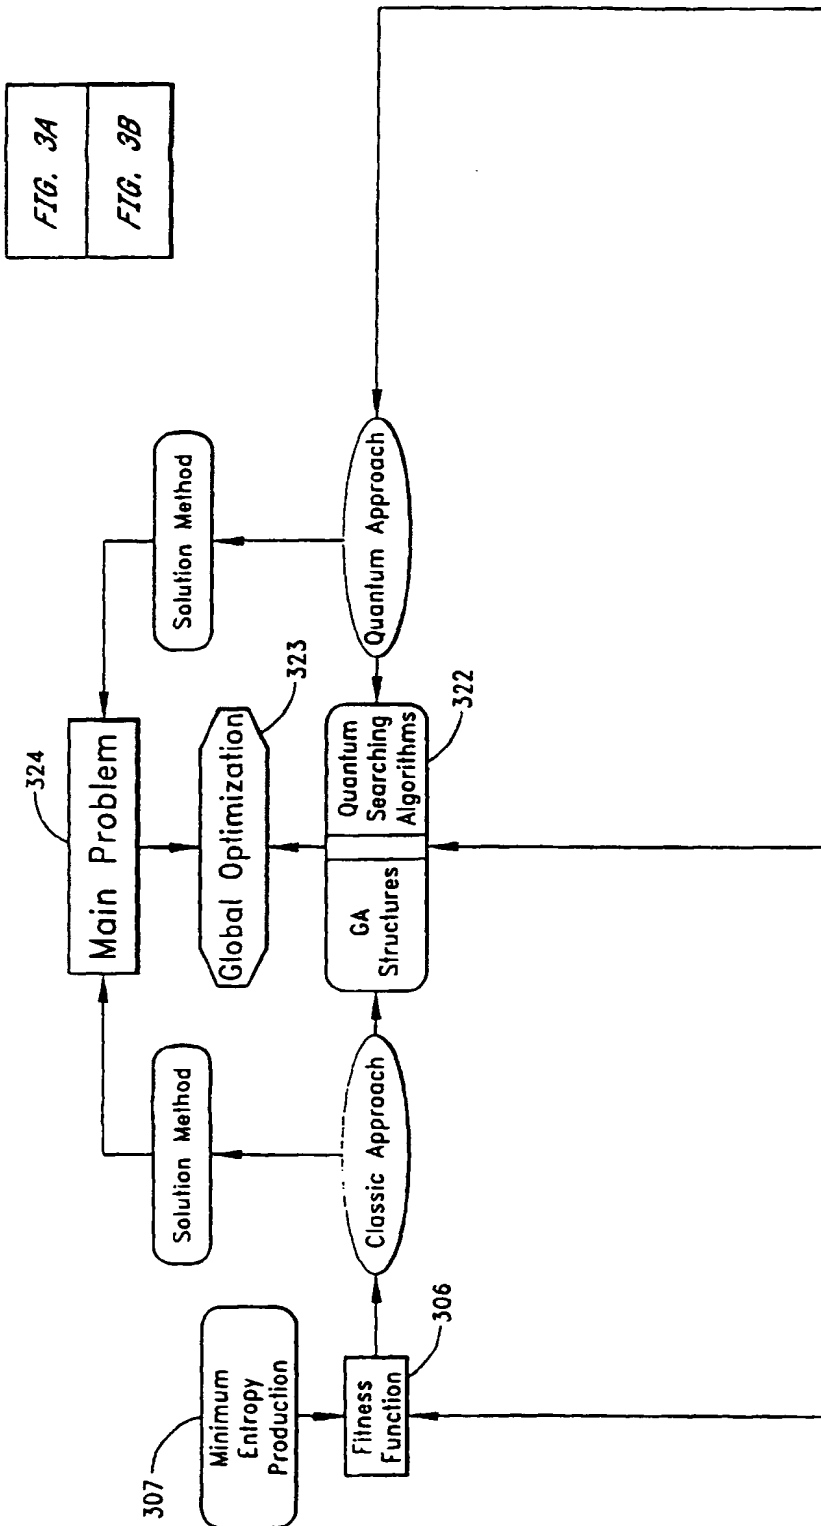 324
Main Problem
Solution Method
Solution Method
323
Global Optimization
307
Minimum
Entropy
Production
Classic Approach
GA
Structures
Quantum
Searching
Algorithms
Quantum Approach
322
Fitness
Function
306
FIG. 3A
FIG. 3B